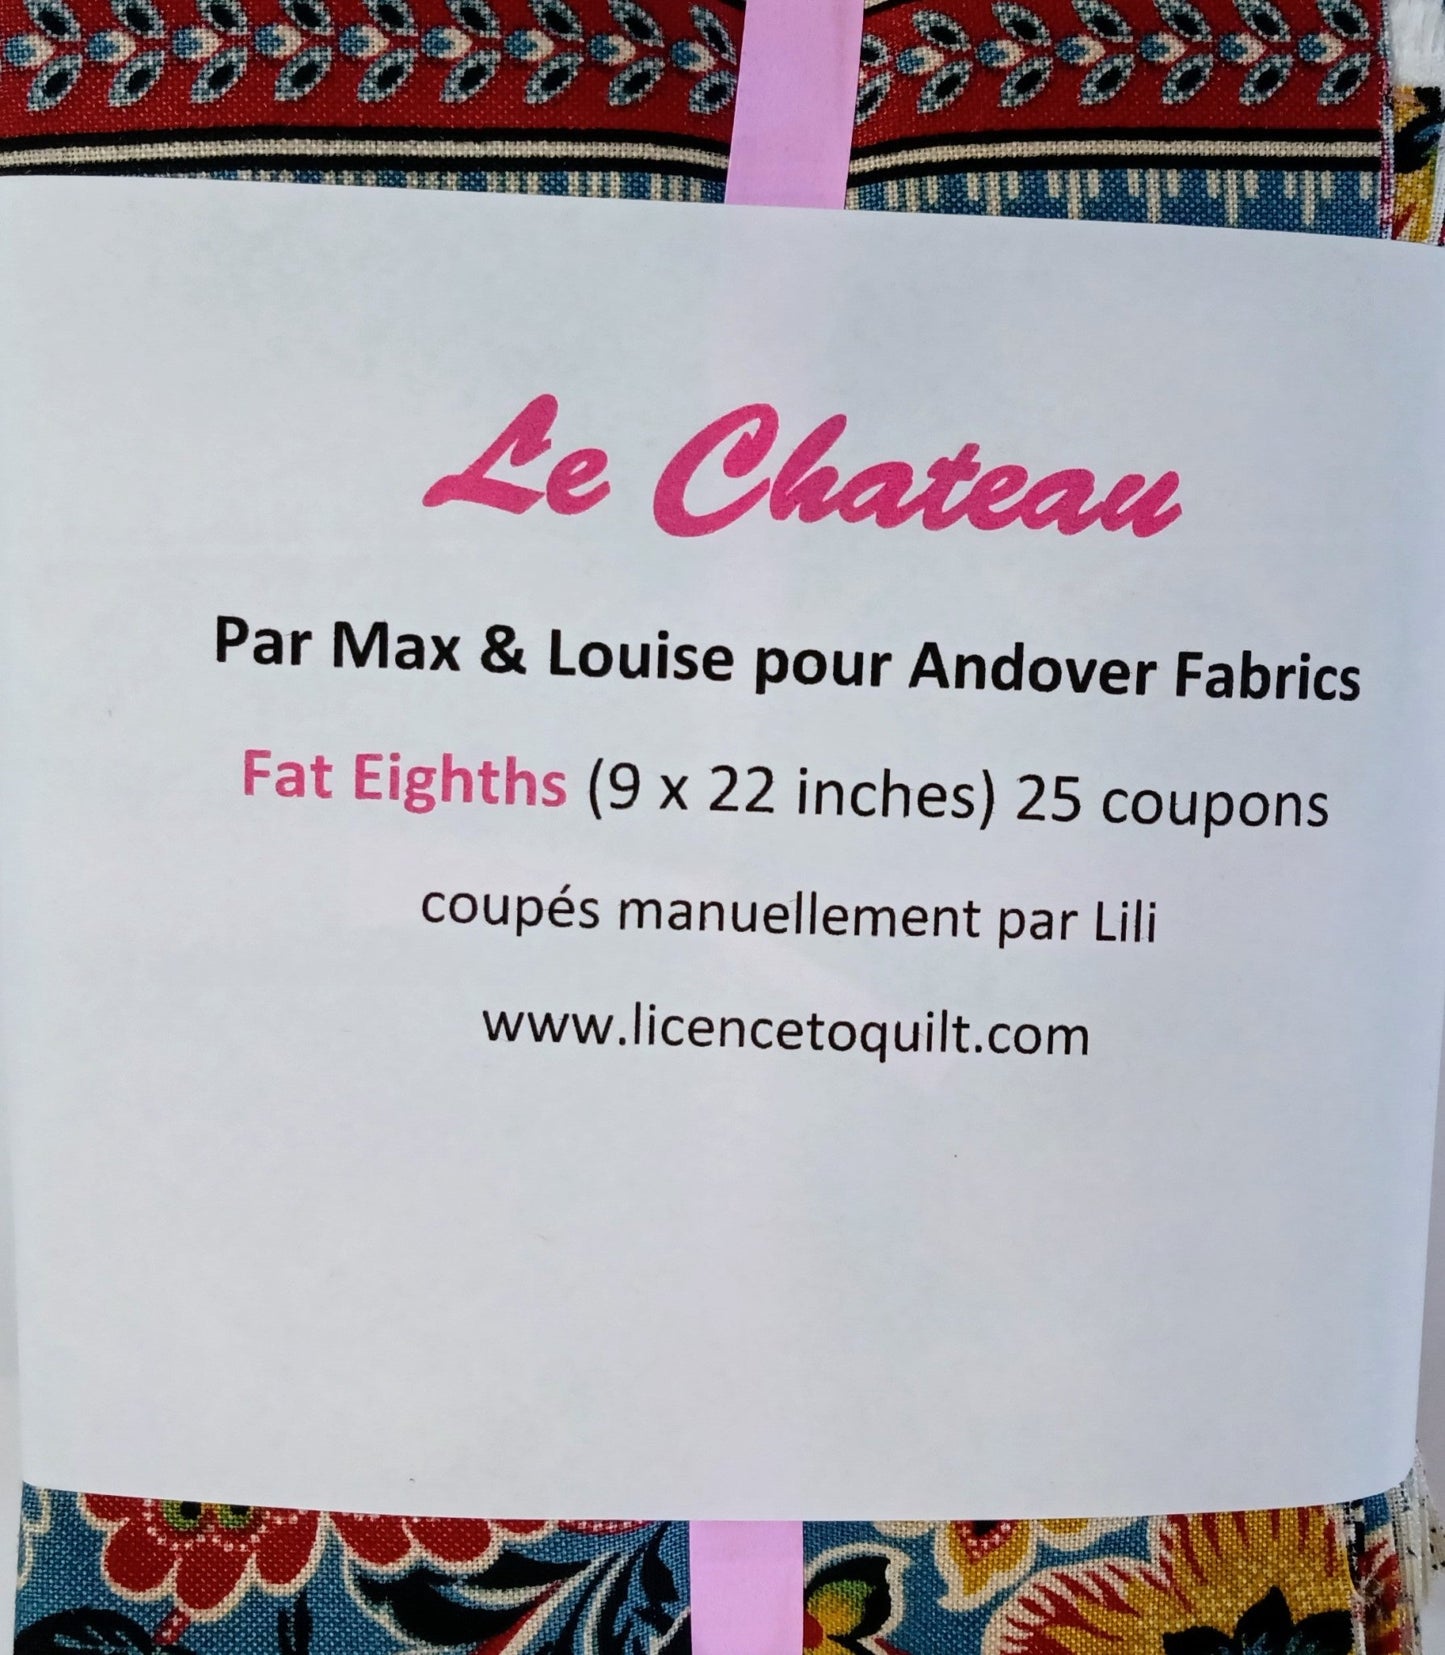 Le Chateau
Par Max & Louise pour Andover Fabrics
Fat Eighths (9 x 22 inches) 25 coupons
coupés manuellement par Lili
www.licencetoquilt.com